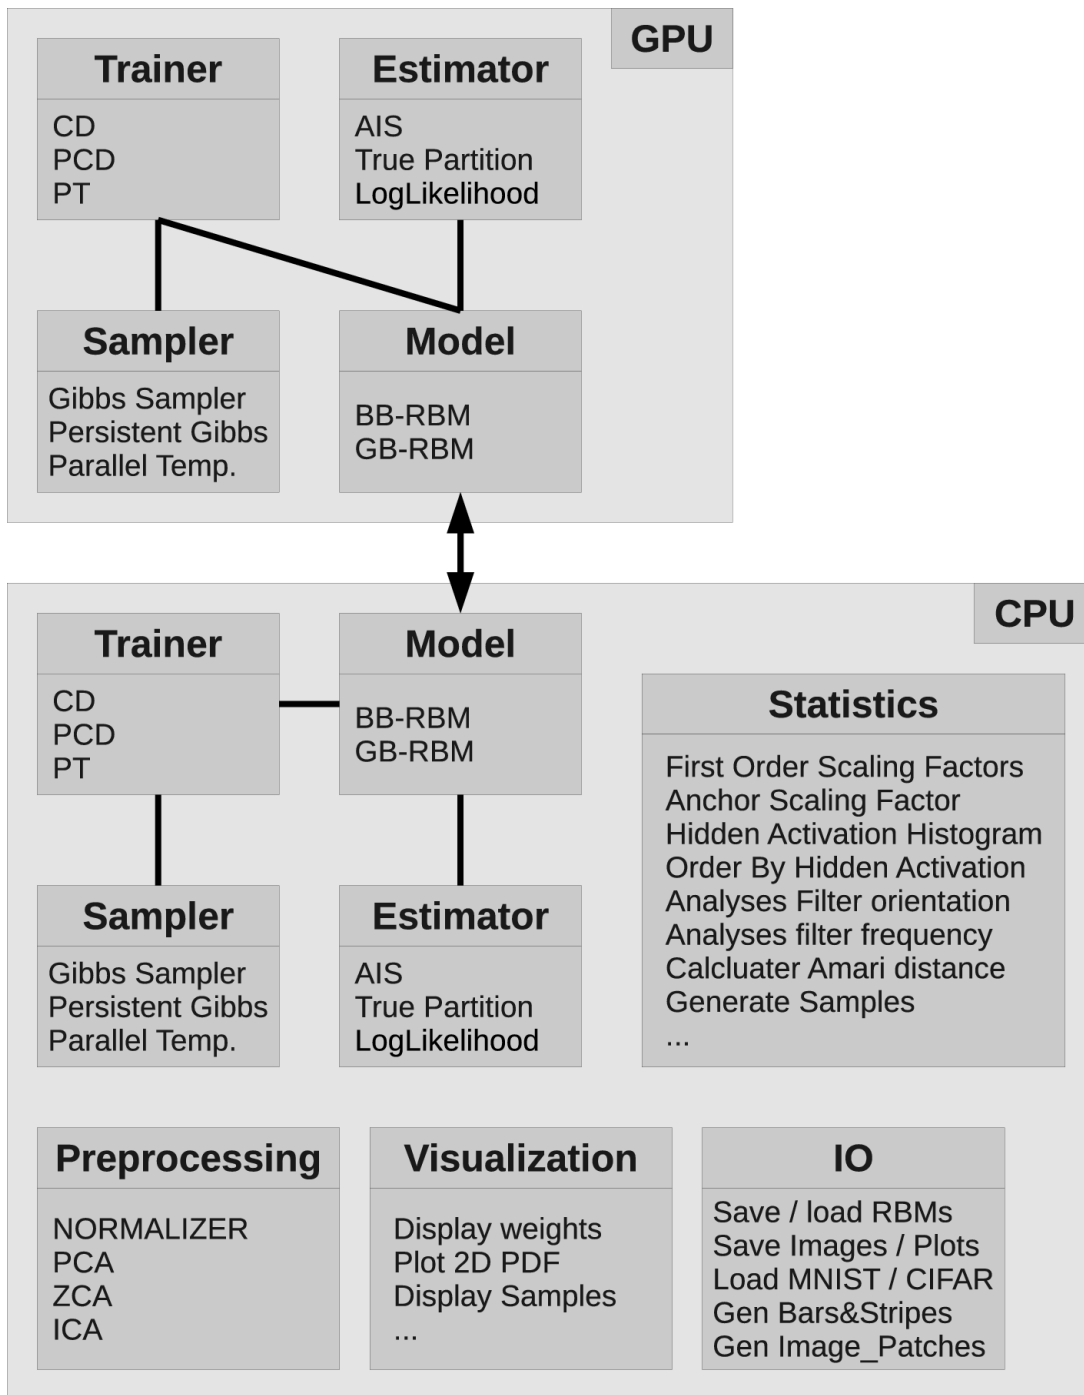 GPU
Trainer
CD
PCD
PT
Estimator
AIS
True Partition
LogLikelihood
Sampler
Gibbs Sampler
Persistent Gibbs
Parallel Temp.
Model
BB-RBM
GB-RBM
CPU
Trainer
CD
PCD
PT
Model
BB-RBM
GB-RBM
Statistics
First Order Scaling Factors
Anchor Scaling Factor
Hidden Activation Histogram
Order By Hidden Activation
Analyses Filter orientation
Analyses filter frequency
Calcluater Amari distance
Generate Samples
...
Sampler
Gibbs Sampler
Persistent Gibbs
Parallel Temp.
Estimator
AIS
True Partition
LogLikelihood
Preprocessing
NORMALIZER
PCA
ZCA
ICA
Visualization
Display weights
Plot 2D PDF
Display Samples
...
IO
Save / load RBMs
Save Images / Plots
Load MNIST / CIFAR
Gen Bars&Stripes
Gen Image_Patches